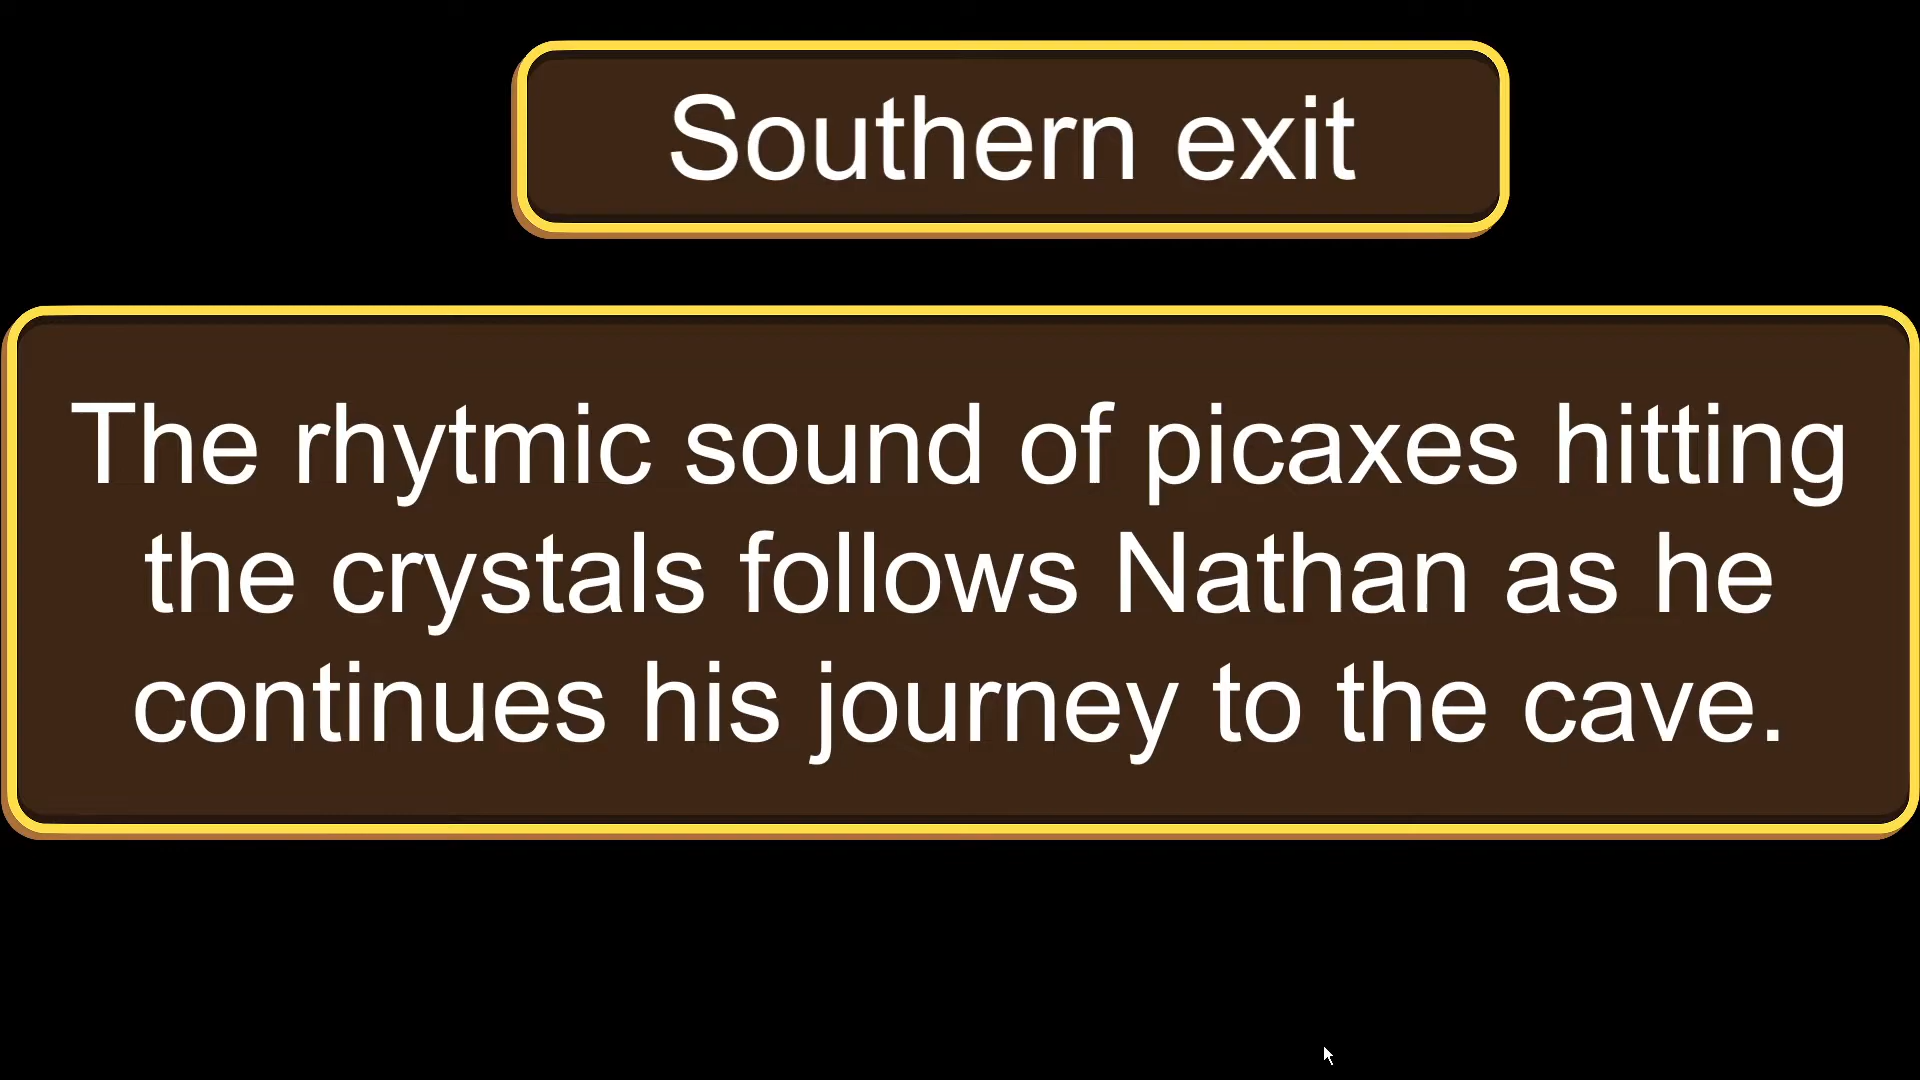 Southern exit
The rhytmic sound of picaxes hitting
the crystals follows Nathan as he
continues his journey to the cave.